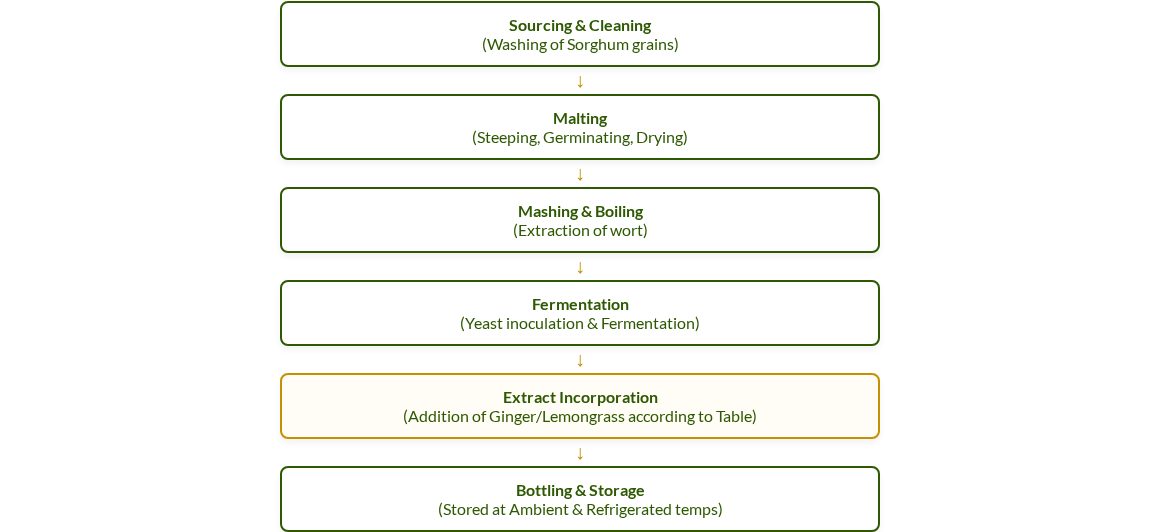 Sourcing & Cleaning
(Washing of Sorghum grains)
↓
Malting
(Steeping, Germinating, Drying)
↓
Mashing & Boiling
(Extraction of wort)
↓
Fermentation
(Yeast inoculation & Fermentation)
↓
Extract Incorporation
(Addition of Ginger/Lemongrass according to Table)
↓
Bottling & Storage
(Stored at Ambient & Refrigerated temps)